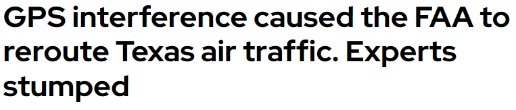 GPS interference caused the FAA to
reroute Texas air traffic. Experts
stumped